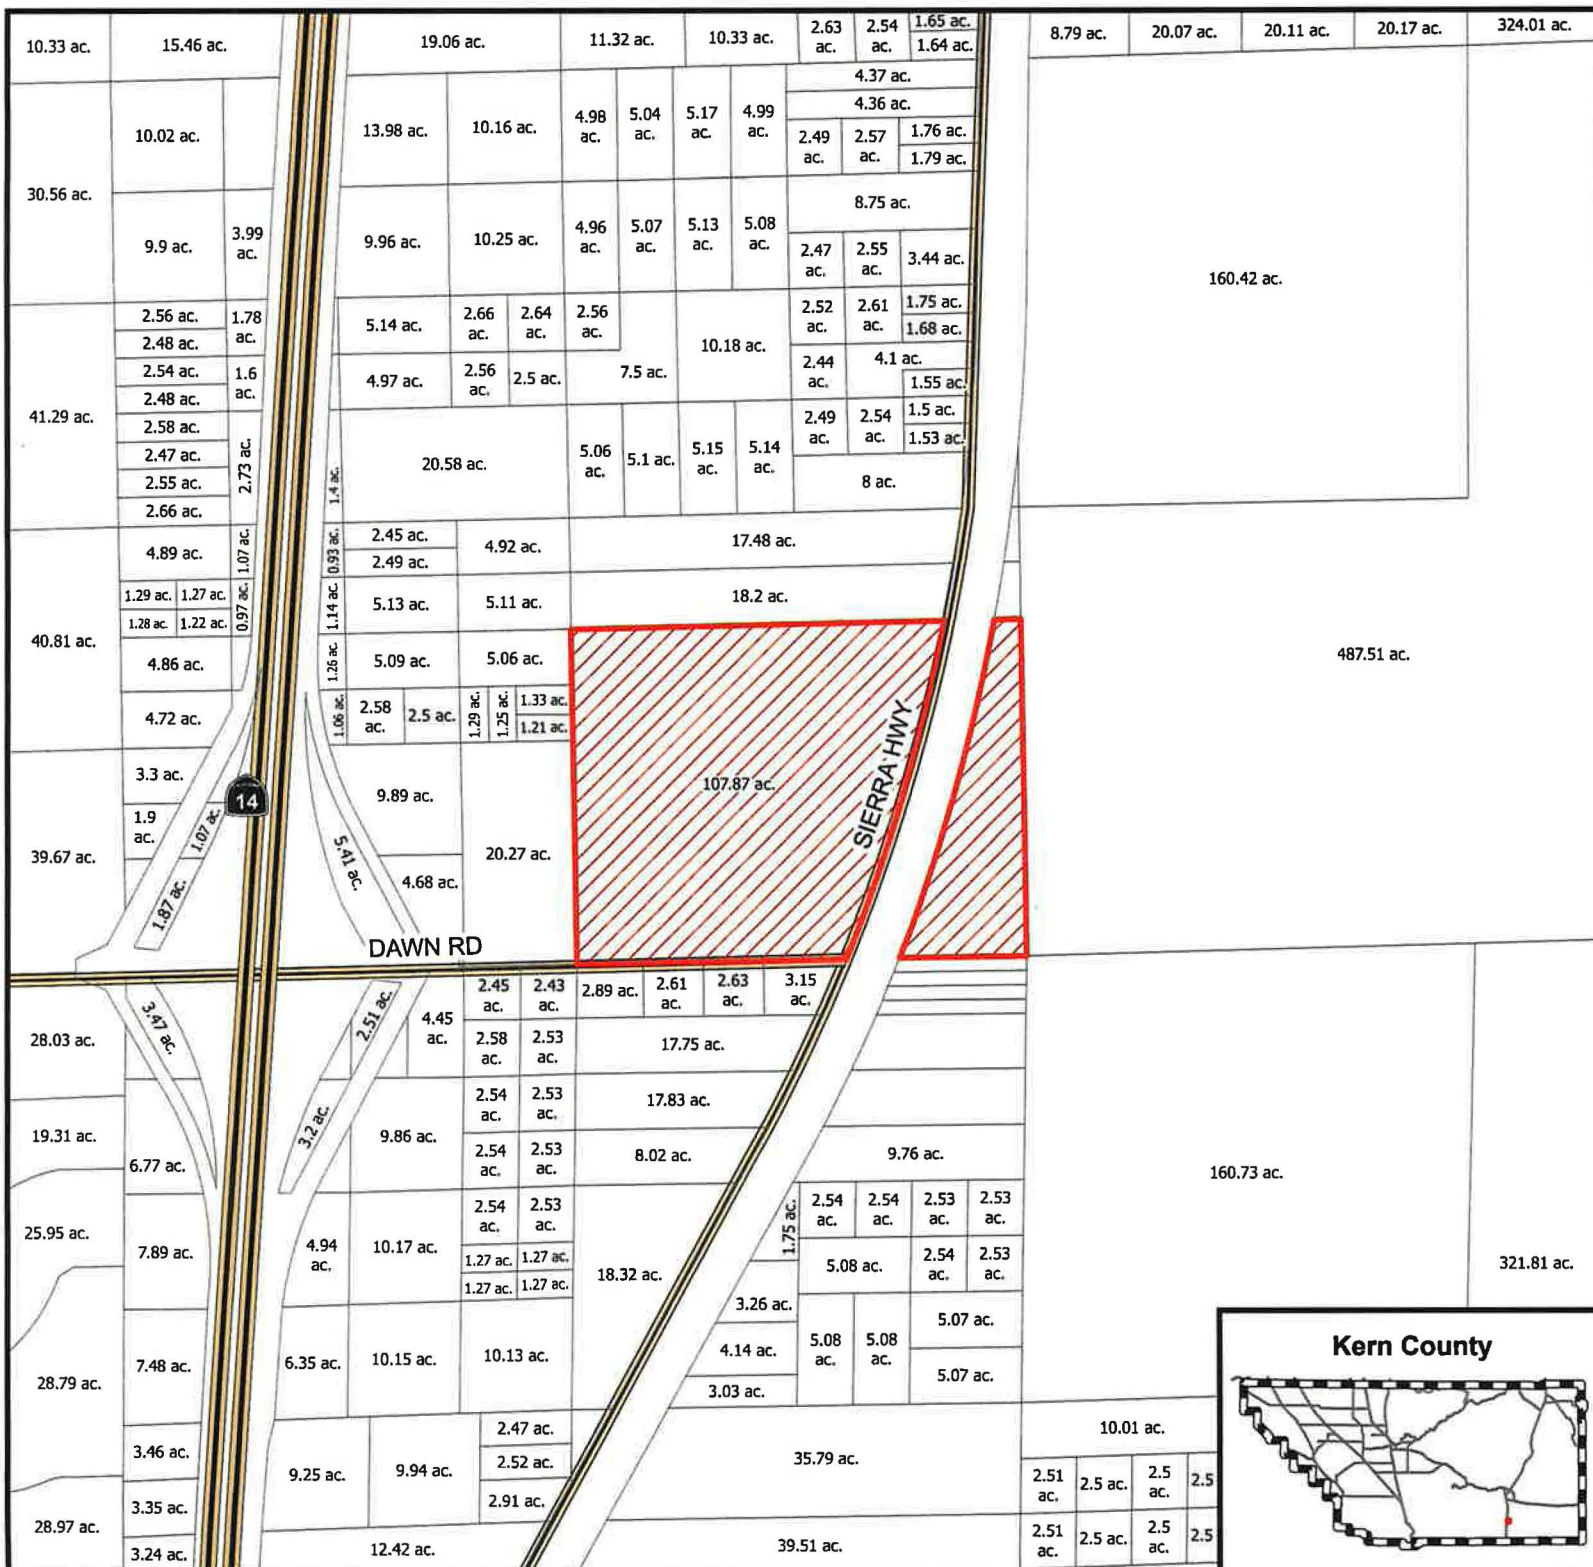 10.33 ac.
15.46 ac.
19.06 ac.
11.32 ac.
10.33 ac.
2.63
ac.
2.54
ac.
1.65 ac.
1.64 ac.
8.79 ac.
20.07 ac.
20.11 ac.
20.17 ac.
324.01 ac.
30.56 ac.
10.02 ac.
13.98 ac.
10.16 ac.
4.98
ac.
5.04
ac.
5.17
ac.
4.99
ac.
4.37 ac.
4.36 ac.
2.49
ac.
2.57
ac.
1.76 ac.
1.79 ac.
9.9 ac.
3.99
ac.
9.96 ac.
10.25 ac.
4.96
ac.
5.07
ac.
5.13
ac.
5.08
ac.
8.75 ac.
2.47
ac.
2.55
ac.
3.44 ac.
160.42 ac.
41.29 ac.
2.56 ac.
2.48 ac.
1.78
ac.
2.54 ac.
2.48 ac.
1.6
ac.
2.58 ac.
2.47 ac.
2.55 ac.
2.66 ac.
2.73 ac.
5.14 ac.
2.66
ac.
2.64
ac.
2.56
ac.
4.97 ac.
2.56
ac.
2.5 ac.
7.5 ac.
10.18 ac.
2.52
ac.
2.61
ac.
1.75 ac.
1.68 ac.
2.44
ac.
4.1 ac.
1.55 ac.
2.49
ac.
2.54
ac.
1.5 ac.
1.53 ac.
1.4 ac.
20.58 ac.
5.06
ac.
5.1 ac.
5.15
ac.
5.14
ac.
8 ac.
40.81 ac.
4.89 ac.
1.07 ac.
1.29 ac.
1.27 ac.
1.28 ac.
1.22 ac.
0.97 ac.
4.86 ac.
4.72 ac.
0.93 ac.
2.45 ac.
2.49 ac.
4.92 ac.
17.48 ac.
1.14 ac.
5.13 ac.
5.11 ac.
18.2 ac.
1.26 ac.
5.09 ac.
5.06 ac.
1.06 ac.
2.58
ac.
2.5 ac.
1.29 ac.
1.25 ac.
1.33 ac.
1.21 ac.
487.51 ac.
107.87 ac.
SIERRA HWY
39.67 ac.
3.3 ac.
1.9
ac.
1.07 ac.
1.87 ac.
14
5.41 ac.
9.89 ac.
4.68 ac.
20.27 ac.
DAWN RD
28.03 ac.
3.47 ac.
2.51 ac.
4.45
ac.
2.45
ac.
2.43
ac.
2.89 ac.
2.61
ac.
2.63
ac.
3.15
ac.
2.58
ac.
2.53
ac.
17.75 ac.
19.31 ac.
6.77 ac.
3.2 ac.
9.86 ac.
2.54
ac.
2.53
ac.
17.83 ac.
2.54
ac.
2.53
ac.
8.02 ac.
9.76 ac.
160.73 ac.
25.95 ac.
7.89 ac.
4.94
ac.
10.17 ac.
2.54
ac.
2.53
ac.
1.27 ac.
1.27 ac.
1.27 ac.
1.27 ac.
18.32 ac.
1.75 ac.
2.54
ac.
2.54
ac.
2.53
ac.
2.53
ac.
5.08 ac.
2.54
ac.
2.53
ac.
321.81 ac.
3.26 ac.
4.14 ac.
3.03 ac.
5.08
ac.
5.08
ac.
5.07 ac.
5.07 ac.
28.79 ac.
7.48 ac.
6.35 ac.
10.15 ac.
10.13 ac.
3.46 ac.
9.25 ac.
9.94 ac.
2.47 ac.
2.52 ac.
2.91 ac.
35.79 ac.
10.01 ac.
2.51
ac.
2.5 ac.
2.5
ac.
2.5
28.97 ac.
3.35 ac.
3.24 ac.
12.42 ac.
39.51 ac.
2.51
ac.
2.5 ac.
2.5
ac.
2.5
Kern County